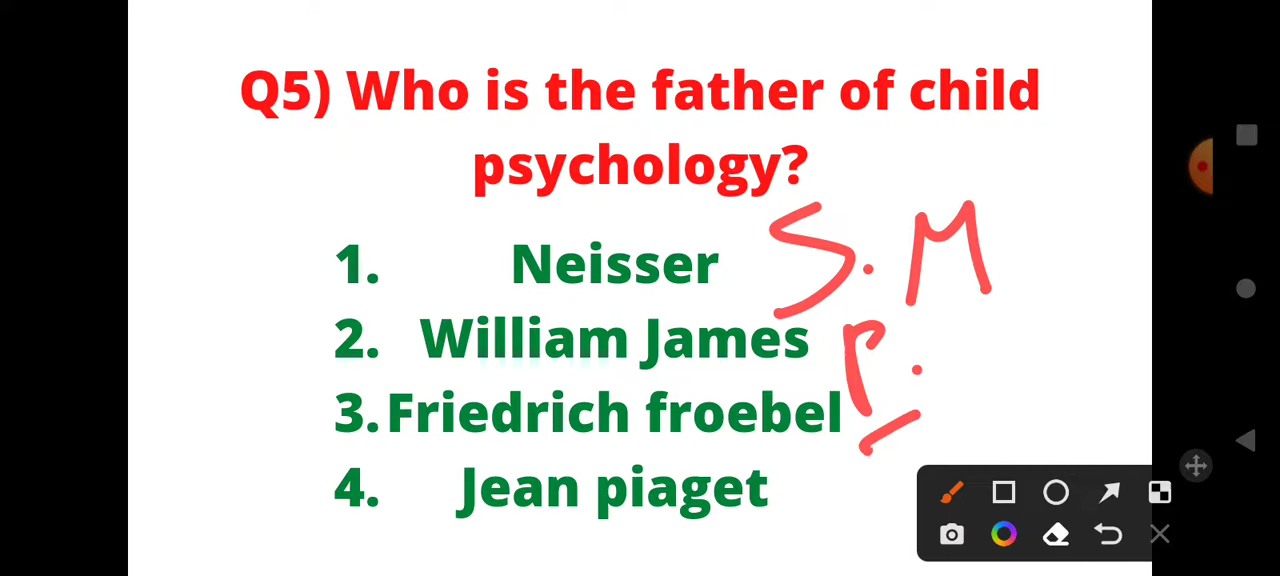 Q5) Who is the father of child
psychology?
1. Neisser S. M
2. William James P.
3. Friedrich froebel
4. Jean piaget